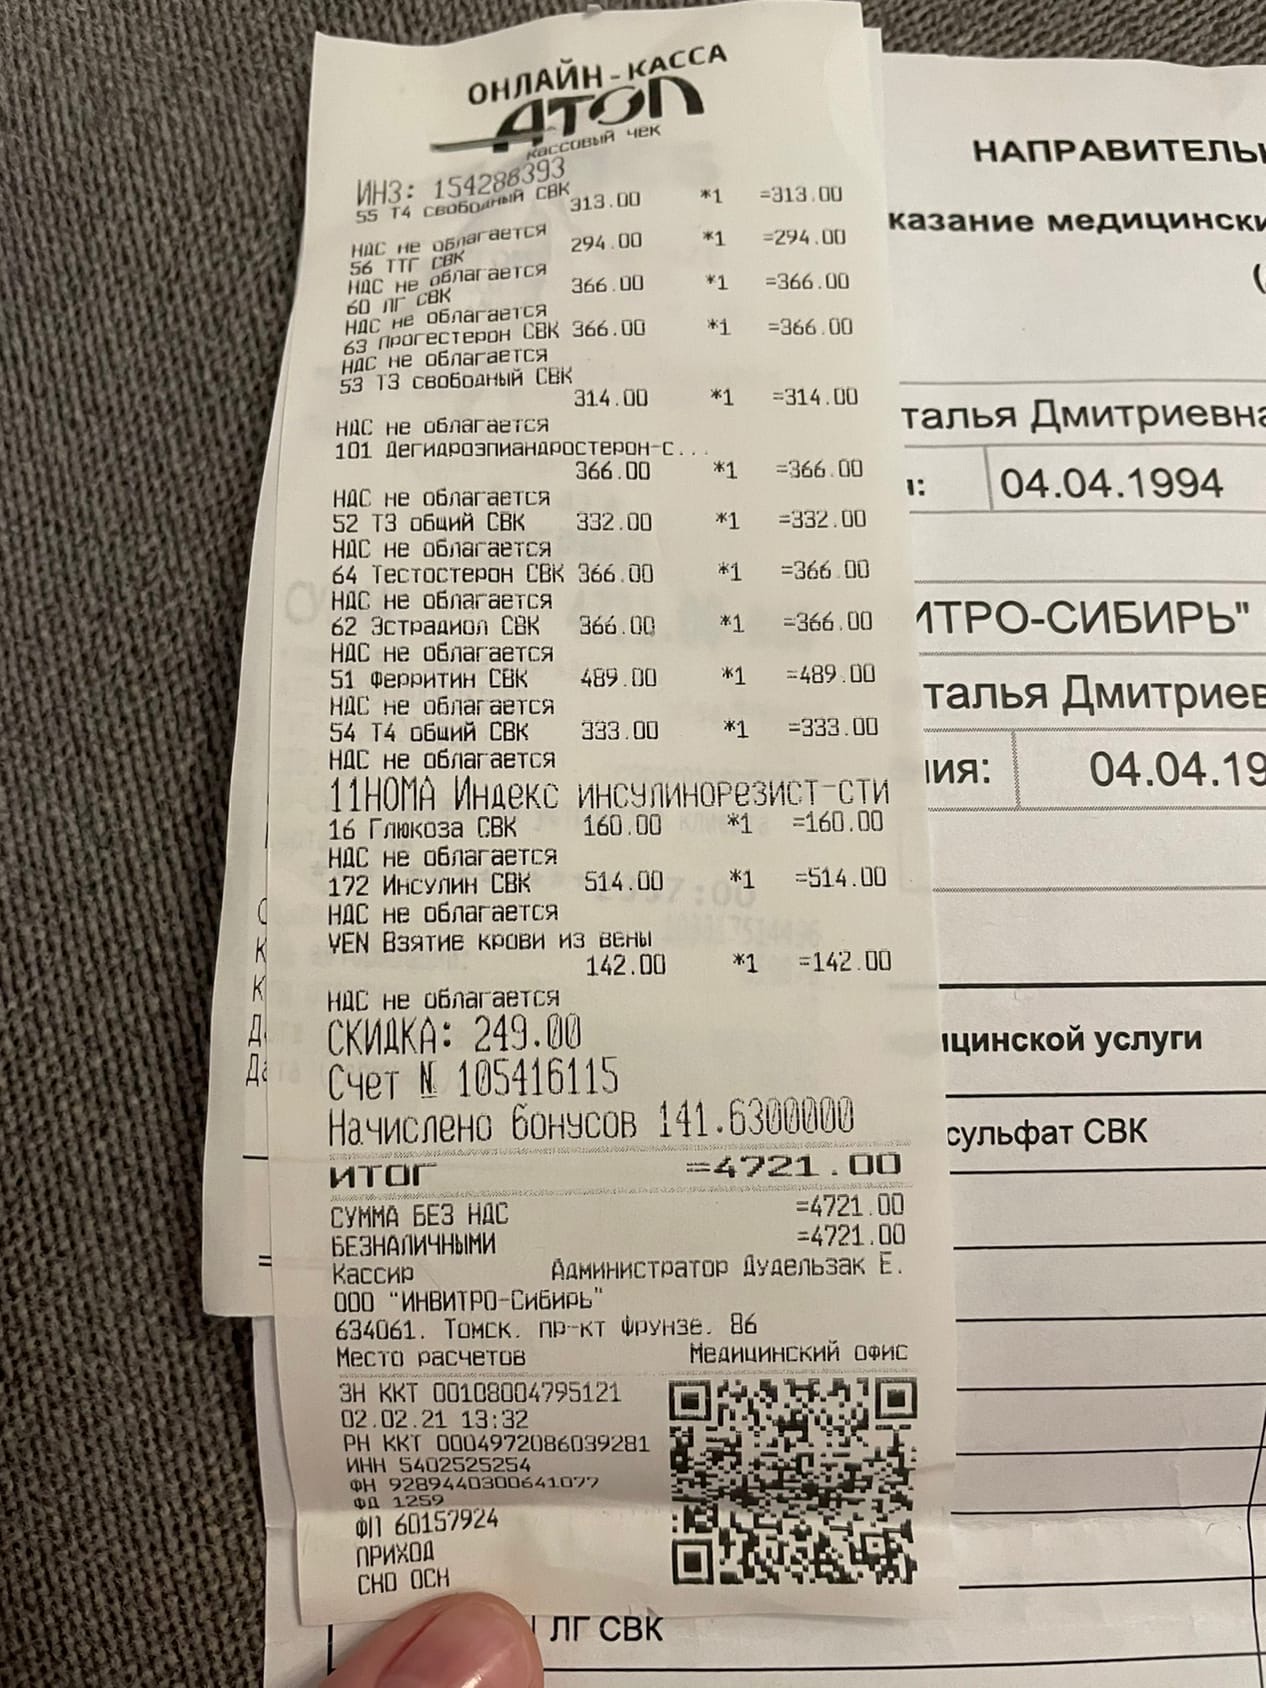 ОНЛАЙН-КАССА
АТОЛ
кассовый чек
ИНЗ: 154288393
55 Т4 свободный СВК 313.00 *1 =313.00
НДС не облагается
56 ТТГ СВК 294.00 *1 =294.00
НДС не облагается
60 ЛГ СВК 366.00 *1 =366.00
НДС не облагается
63 Прогестерон СВК 366.00 *1 =366.00
НДС не облагается
53 Т3 свободный СВК
314.00 *1 =314.00
НДС не облагается
101 Дегидроэпиандростерон-с...
366.00 *1 =366.00
НДС не облагается
52 Т3 общий СВК 332.00 *1 =332.00
НДС не облагается
64 Тестостерон СВК 366.00 *1 =366.00
НДС не облагается
62 Эстрадиол СВК 366.00 *1 =366.00
НДС не облагается
51 Ферритин СВК 489.00 *1 =489.00
НДС не облагается
54 Т4 общий СВК 333.00 *1 =333.00
НДС не облагается
11НОМА Индекс инсулинорезист-сти
16 Глюкоза СВК 160.00 *1 =160.00
НДС не облагается
172 Инсулин СВК 514.00 *1 =514.00
НДС не облагается
VEN Взятие крови из вены
142.00 *1 =142.00
НДС не облагается
СКИДКА: 249.00
Счет № 105416115
Начислено бонусов 141.6300000
ИТОГ =4721.00
СУММА БЕЗ НДС =4721.00
БЕЗНАЛИЧНЫМИ =4721.00
Кассир Администратор Дудельзак Е.
ООО "ИНВИТРО-Сибирь"
634061. Томск. пр-кт Фрунзе. 86
Место расчетов Медицинский офис
ЗН ККТ 00108004795121
02.02.21 13:32
РН ККТ 0004972086039281
ИНН 5402525254
ФН 9289440300641077
ФД 1259
ФП 60157924
ПРИХОД
СНО ОСН
НАПРАВИТЕЛЬ
казание медицински
талья Дмитриевна
04.04.1994
ИТРО-СИБИРЬ"
талья Дмитриев
ия: 04.04.19
ицинской услуги
сульфат СВК
ЛГ СВК